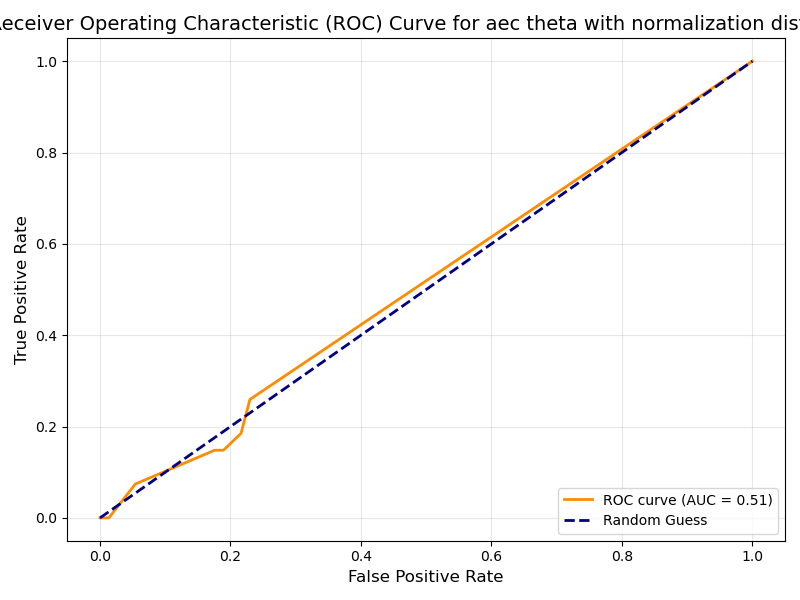 eceiver Operating Characteristic (ROC) Curve for aec theta with normalization dis
1.0
0.8
0.6
0.4
0.2
0.0
True Positive Rate
0.0 0.2 0.4 0.6 0.8 1.0
False Positive Rate
ROC curve (AUC = 0.51)
Random Guess